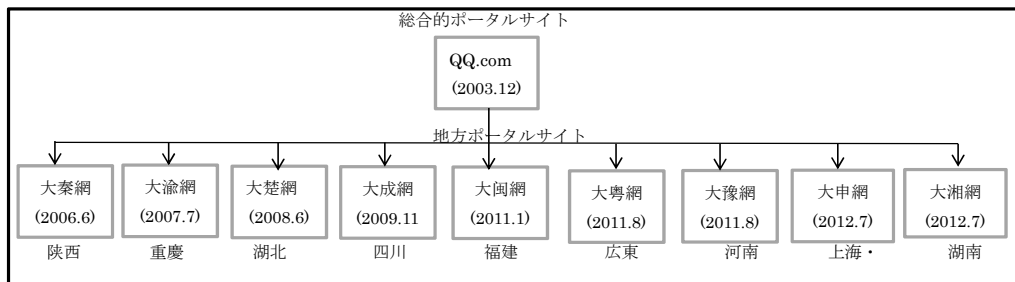 総合的ポータルサイト
QQ.com
(2003.12)
地方ポータルサイト
大秦網 大渝網 大楚網 大成網 大闽網 大粤網 大豫網 大申網 大湘網
(2006.6) (2007.7) (2008.6) (2009.11 (2011.1) (2011.8) (2011.8) (2012.7) (2012.7)
陕西 重慶 湖北 四川 福建 広東 河南 上海・ 湖南